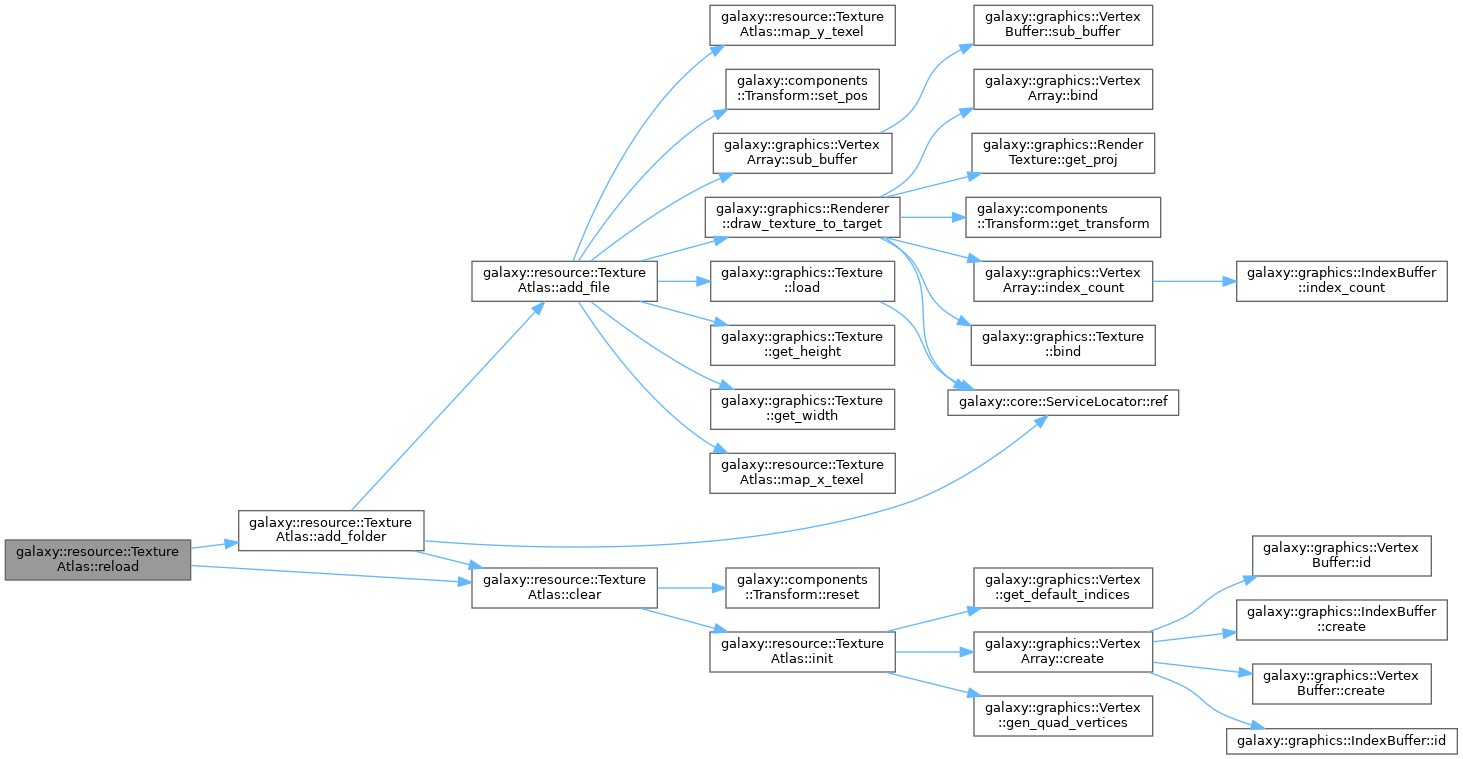 galaxy::resource::Texture
Atlas::reload
galaxy::resource::Texture
Atlas::add_folder
galaxy::resource::Texture
Atlas::add_file
galaxy::resource::Texture
Atlas::clear
galaxy::resource::Texture
Atlas::map_y_texel
galaxy::components
::Transform::set_pos
galaxy::graphics::Vertex
Array::sub_buffer
galaxy::graphics::Renderer
::draw_texture_to_target
galaxy::graphics::Texture
::load
galaxy::graphics::Texture
::get_height
galaxy::graphics::Texture
::get_width
galaxy::resource::Texture
Atlas::map_x_texel
galaxy::components
::Transform::reset
galaxy::resource::Texture
Atlas::init
galaxy::graphics::Vertex
Buffer::sub_buffer
galaxy::graphics::Vertex
Array::bind
galaxy::graphics::Render
Texture::get_proj
galaxy::components
::Transform::get_transform
galaxy::graphics::Vertex
Array::index_count
galaxy::graphics::Texture
::bind
galaxy::core::ServiceLocator::ref
galaxy::graphics::Vertex
::get_default_indices
galaxy::graphics::Vertex
Array::create
galaxy::graphics::Vertex
::gen_quad_vertices
galaxy::graphics::IndexBuffer
::index_count
galaxy::graphics::Vertex
Buffer::id
galaxy::graphics::IndexBuffer
::create
galaxy::graphics::Vertex
Buffer::create
galaxy::graphics::IndexBuffer::id